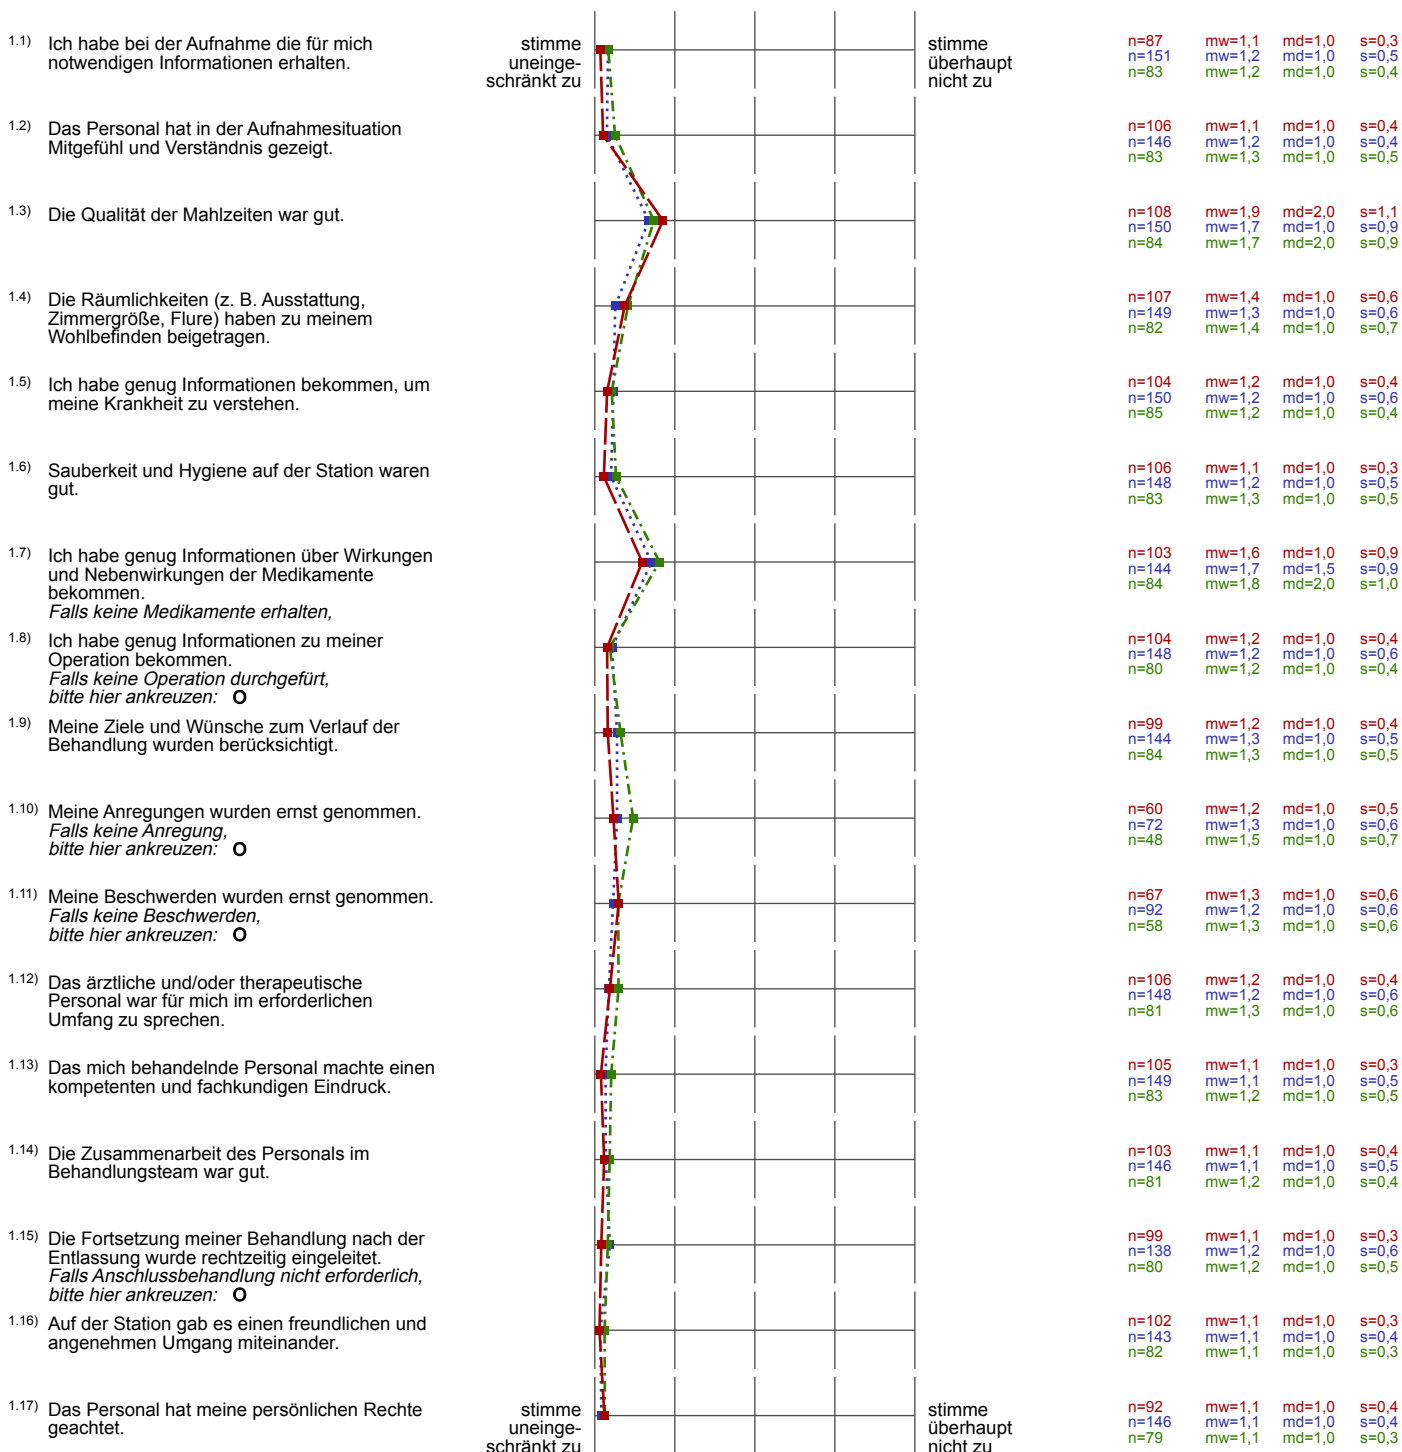 1.1) Ich habe bei der Aufnahme die für mich
notwendigen Informationen erhalten.
stimme
uneinge-
schränkt zu
stimme
überhaupt
nicht zu
n=87 mw=1,1 md=1,0 s=0,3
n=151 mw=1,2 md=1,0 s=0,5
n=83 mw=1,2 md=1,0 s=0,4
1.2) Das Personal hat in der Aufnahmesituation
Mitgefühl und Verständnis gezeigt.
n=106 mw=1,1 md=1,0 s=0,4
n=146 mw=1,2 md=1,0 s=0,4
n=83 mw=1,3 md=1,0 s=0,5
1.3) Die Qualität der Mahlzeiten war gut.
n=108 mw=1,9 md=2,0 s=1,1
n=150 mw=1,7 md=1,0 s=0,9
n=84 mw=1,7 md=2,0 s=0,9
1.4) Die Räumlichkeiten (z. B. Ausstattung,
Zimmergröße, Flure) haben zu meinem
Wohlbefinden beigetragen.
n=107 mw=1,4 md=1,0 s=0,6
n=149 mw=1,3 md=1,0 s=0,6
n=82 mw=1,4 md=1,0 s=0,7
1.5) Ich habe genug Informationen bekommen, um
meine Krankheit zu verstehen.
n=104 mw=1,2 md=1,0 s=0,4
n=150 mw=1,2 md=1,0 s=0,6
n=85 mw=1,2 md=1,0 s=0,4
1.6) Sauberkeit und Hygiene auf der Station waren
gut.
n=106 mw=1,1 md=1,0 s=0,3
n=148 mw=1,2 md=1,0 s=0,5
n=83 mw=1,3 md=1,0 s=0,5
1.7) Ich habe genug Informationen über Wirkungen
und Nebenwirkungen der Medikamente
bekommen.
Falls keine Medikamente erhalten,
n=103 mw=1,6 md=1,0 s=0,9
n=144 mw=1,7 md=1,5 s=0,9
n=84 mw=1,8 md=2,0 s=1,0
1.8) Ich habe genug Informationen zu meiner
Operation bekommen.
Falls keine Operation durchgefürt,
bitte hier ankreuzen: O
n=104 mw=1,2 md=1,0 s=0,4
n=148 mw=1,2 md=1,0 s=0,6
n=80 mw=1,2 md=1,0 s=0,4
1.9) Meine Ziele und Wünsche zum Verlauf der
Behandlung wurden berücksichtigt.
n=99 mw=1,2 md=1,0 s=0,4
n=144 mw=1,3 md=1,0 s=0,5
n=84 mw=1,3 md=1,0 s=0,5
1.10) Meine Anregungen wurden ernst genommen.
Falls keine Anregung,
bitte hier ankreuzen: O
n=60 mw=1,2 md=1,0 s=0,5
n=72 mw=1,3 md=1,0 s=0,6
n=48 mw=1,5 md=1,0 s=0,7
1.11) Meine Beschwerden wurden ernst genommen.
Falls keine Beschwerden,
bitte hier ankreuzen: O
n=67 mw=1,3 md=1,0 s=0,6
n=92 mw=1,2 md=1,0 s=0,6
n=58 mw=1,3 md=1,0 s=0,6
1.12) Das ärztliche und/oder therapeutische
Personal war für mich im erforderlichen
Umfang zu sprechen.
n=106 mw=1,2 md=1,0 s=0,4
n=148 mw=1,2 md=1,0 s=0,6
n=81 mw=1,3 md=1,0 s=0,6
1.13) Das mich behandelnde Personal machte einen
kompetenten und fachkundigen Eindruck.
n=105 mw=1,1 md=1,0 s=0,3
n=149 mw=1,1 md=1,0 s=0,5
n=83 mw=1,2 md=1,0 s=0,5
1.14) Die Zusammenarbeit des Personals im
Behandlungsteam war gut.
n=103 mw=1,1 md=1,0 s=0,4
n=146 mw=1,1 md=1,0 s=0,5
n=81 mw=1,2 md=1,0 s=0,4
1.15) Die Fortsetzung meiner Behandlung nach der
Entlassung wurde rechtzeitig eingeleitet.
Falls Anschlussbehandlung nicht erforderlich,
bitte hier ankreuzen: O
n=99 mw=1,1 md=1,0 s=0,3
n=138 mw=1,2 md=1,0 s=0,6
n=80 mw=1,2 md=1,0 s=0,5
1.16) Auf der Station gab es einen freundlichen und
angenehmen Umgang miteinander.
n=102 mw=1,1 md=1,0 s=0,3
n=143 mw=1,1 md=1,0 s=0,4
n=82 mw=1,1 md=1,0 s=0,3
1.17) Das Personal hat meine persönlichen Rechte
geachtet.
stimme
uneinge-
schränkt zu
stimme
überhaupt
nicht zu
n=92 mw=1,1 md=1,0 s=0,4
n=146 mw=1,1 md=1,0 s=0,4
n=79 mw=1,1 md=1,0 s=0,3